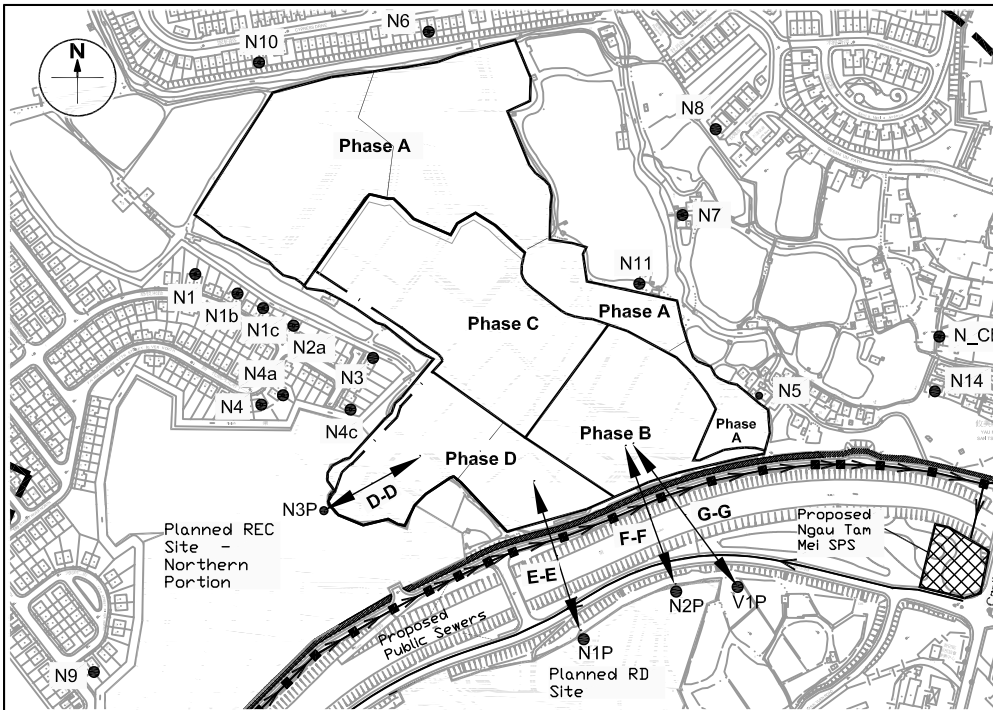 N6
N10
N
N8
Phase A
N7
N11
N1
N1b
Phase A
N1c
Phase C
N2a
N3
N_C
N4a
N5
N14
N4
N4c
Phase
A
Phase B
Phase D
D-D
N3P
G-G
Proposed
Ngau Tam
Mei SPS
Planned REC
Site -
Northern
Portion
F-F
E-E
V1P
N2P
Proposed
Public Sewers
N1P
N9
Planned RD
Site